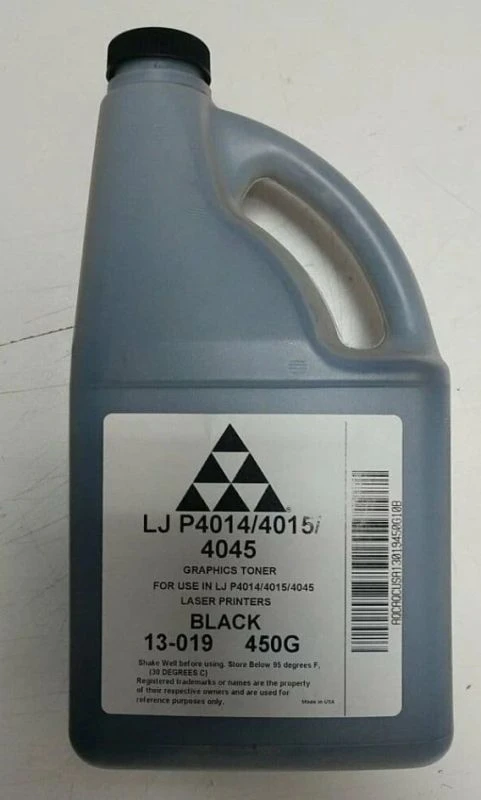 ®
LJ P4014/4015/
4045
GRAPHICS TONER
FOR USE IN LJ P4014/4015/4045
LASER PRINTERS
BLACK
13-019 450G
Shake Well before using. Store Below 95 degrees F,
(30 DEGREES C)
Registered trademarks or names are the property
of their respective owners and are used for
reference purposes only.
Made in USA